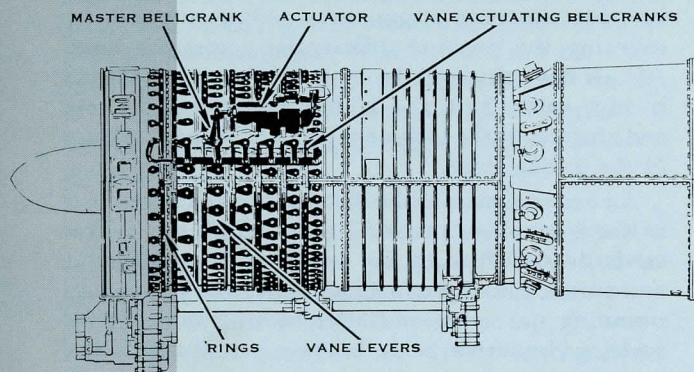 MASTER BELLCRANK ACTUATOR VANE ACTUATING BELLCRANKS
RINGS VANE LEVERS